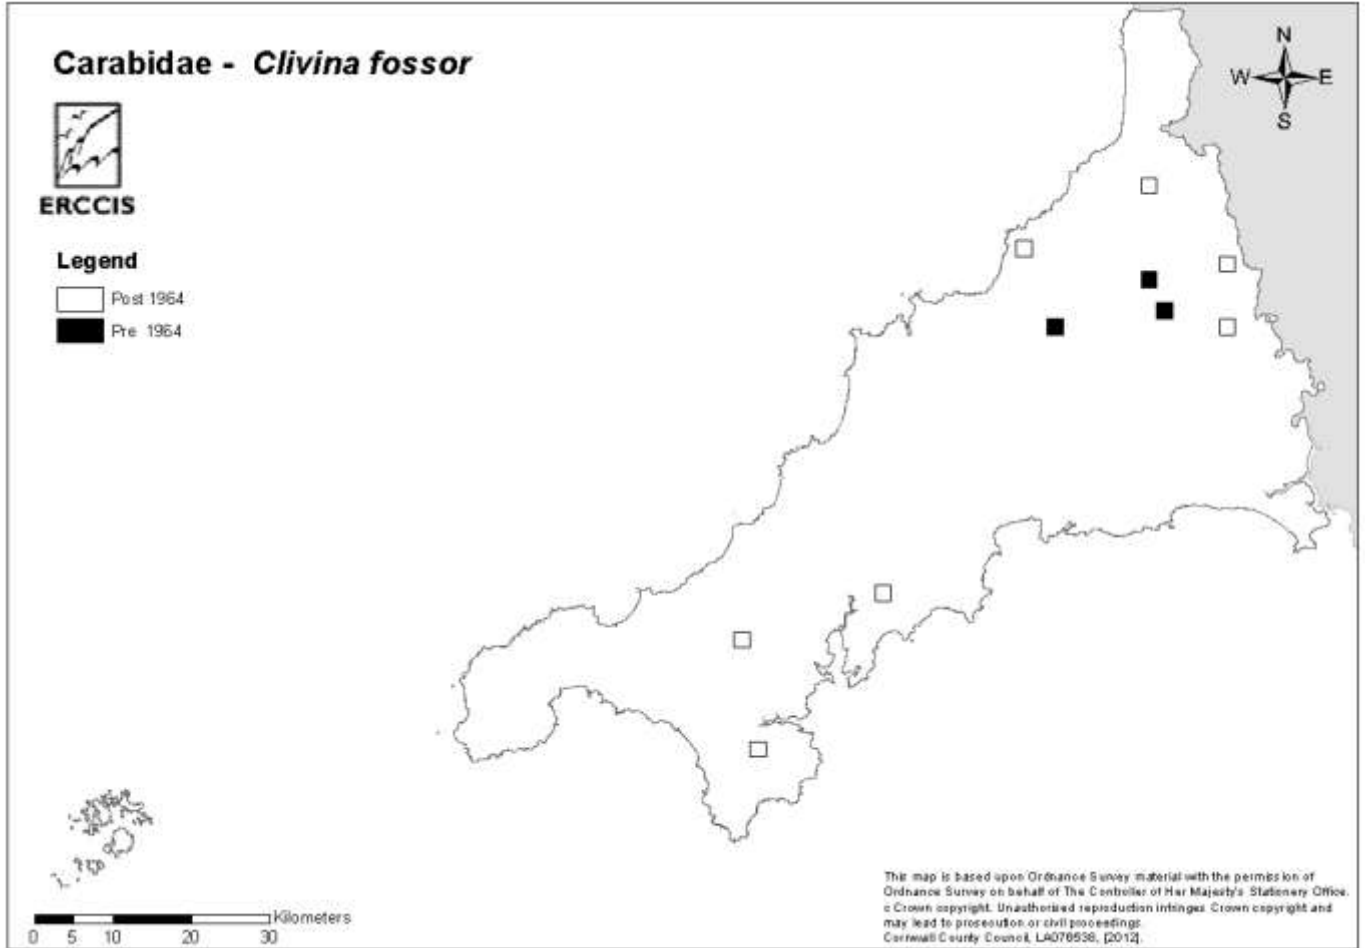 Carabidae - Clivina fossor
N
W E
S
ERCCIS
Legend
Post 1964
Pre 1964
Kilometers
0 5 10 20 30
This map is based upon Ordnance Survey material with the permission of
Ordnance Survey on behalf of The Controller of Her Majesty's Stationery Office.
c Crown copyright. Unauthorised reproduction infringes Crown copyright and
may lead to prosecution or civil proceedings.
Cornwall County Council, LA076538, [2012].